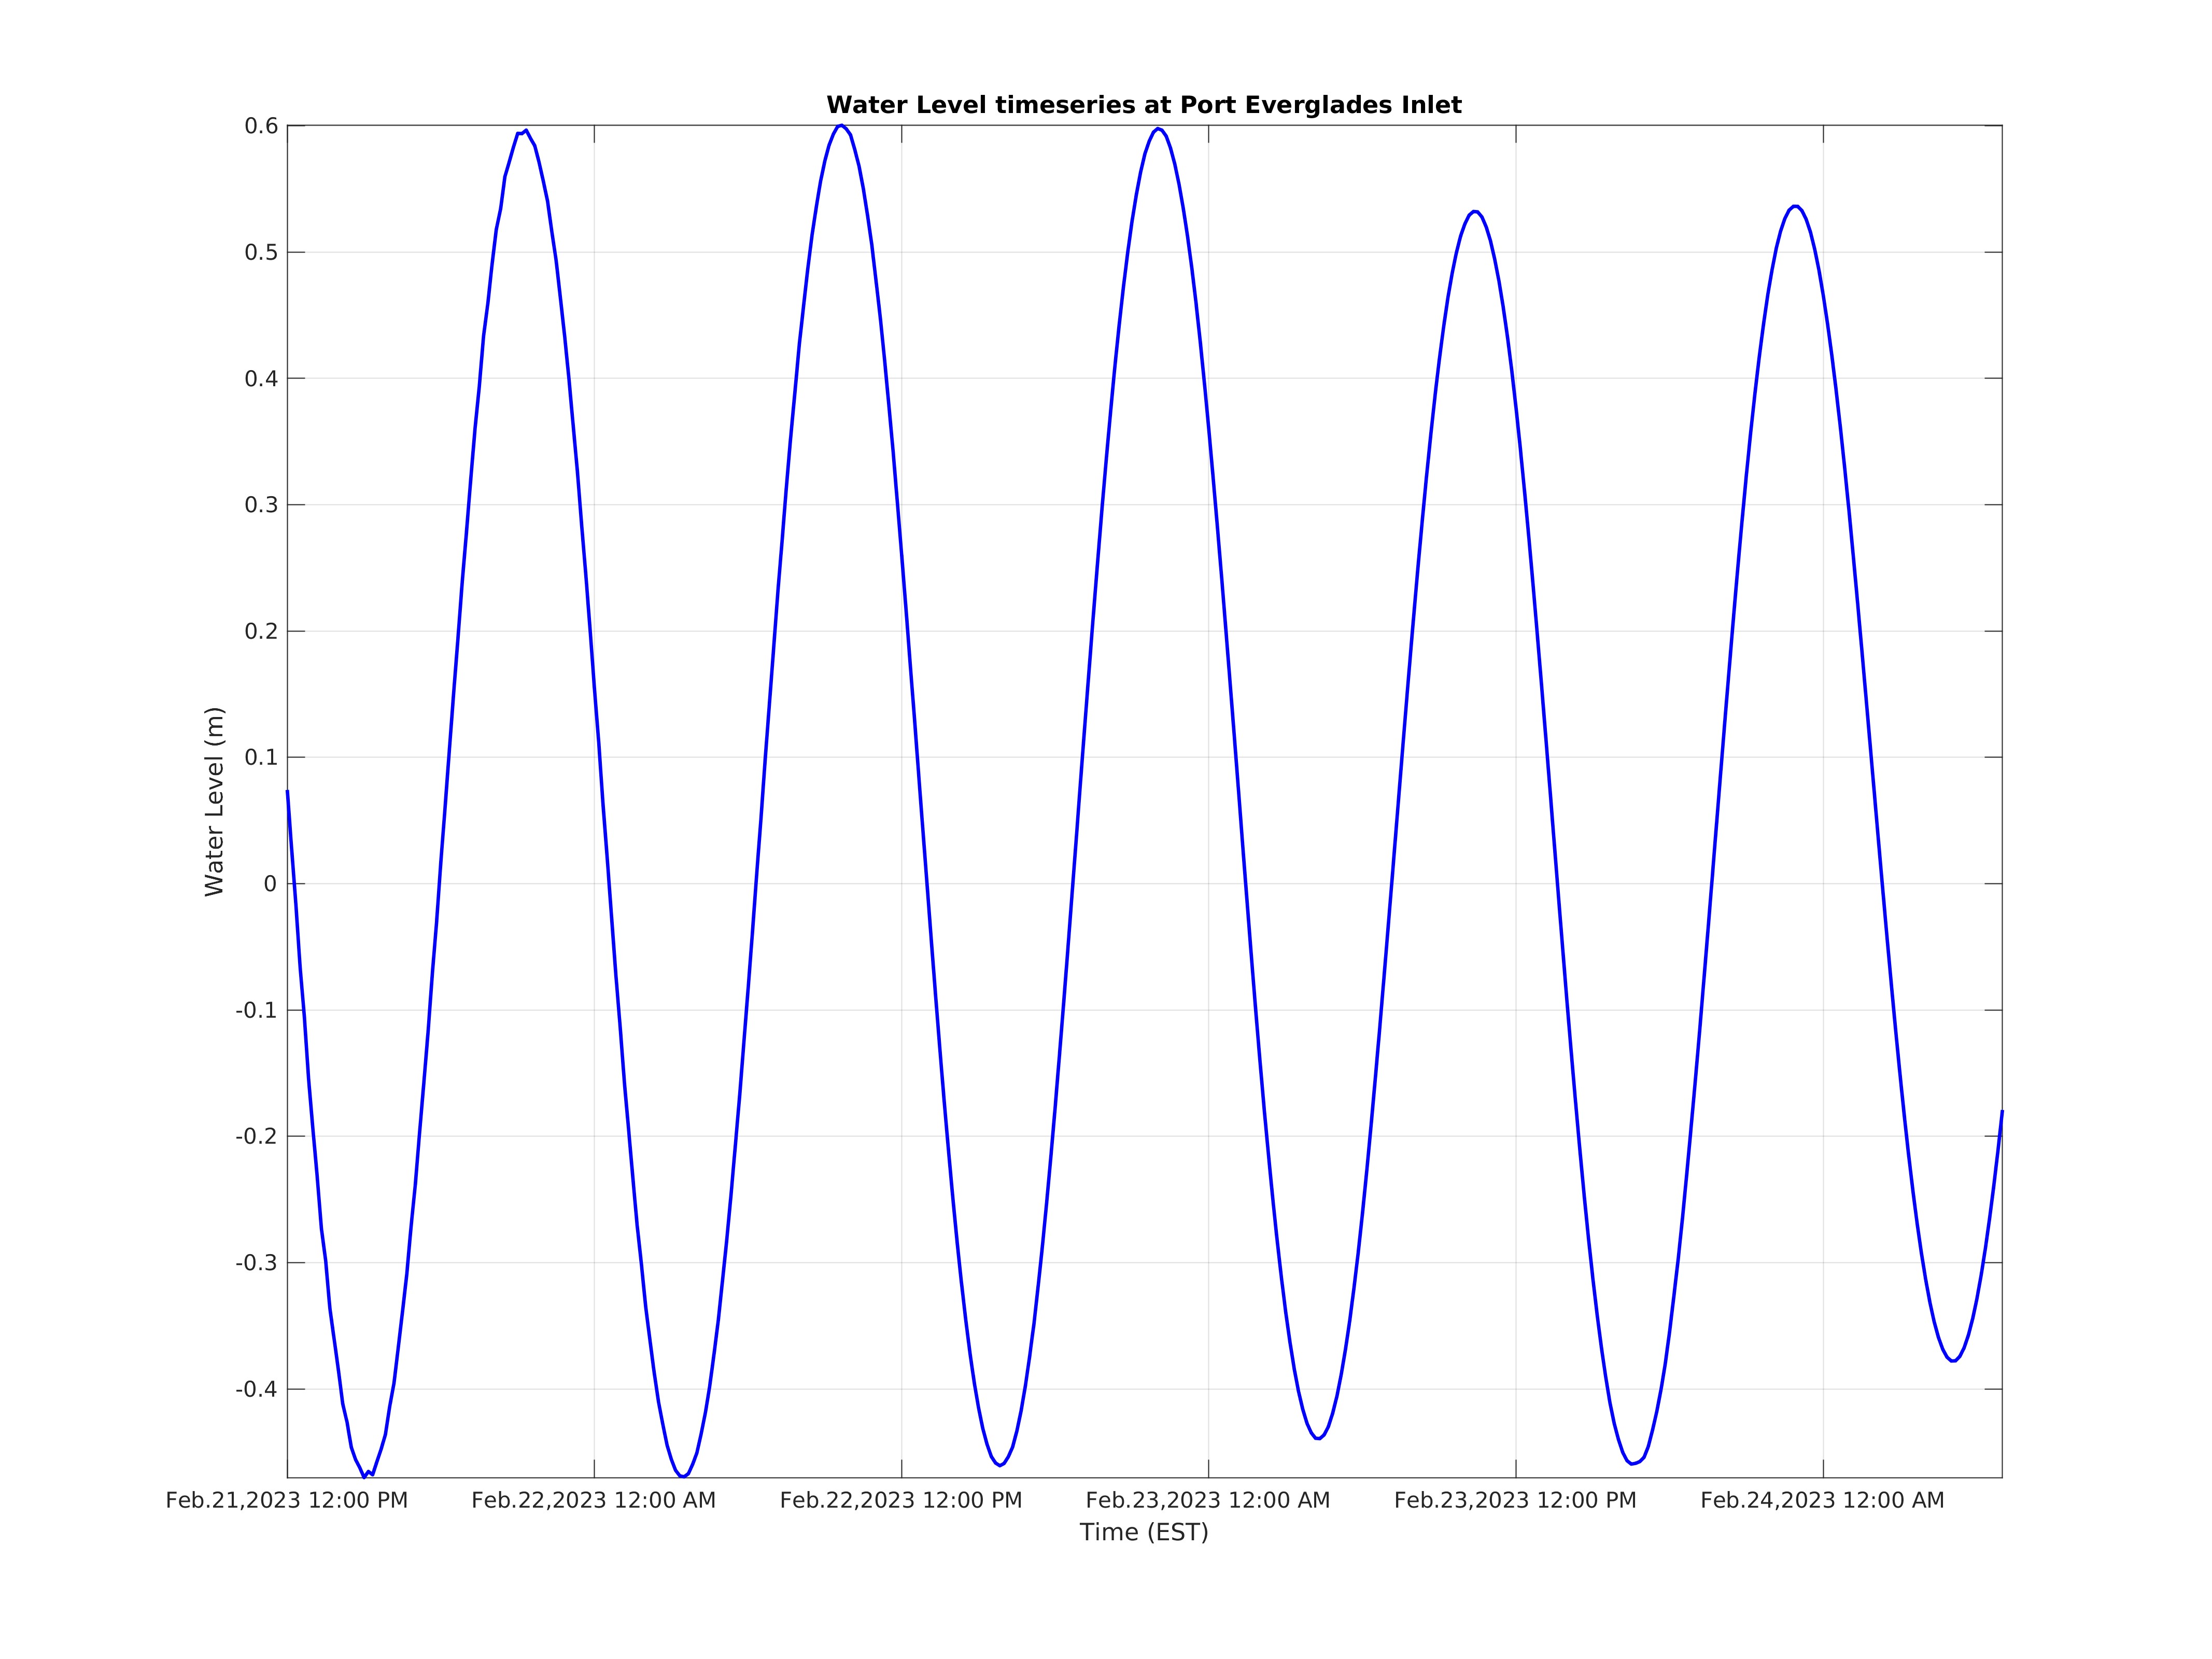 Water Level timeseries at Port Everglades Inlet
0.6
0.5
0.4
0.3
0.2
0.1
0
-0.1
-0.2
-0.3
-0.4
Water Level (m)
Feb.21,2023 12:00 PM Feb.22,2023 12:00 AM Feb.22,2023 12:00 PM Feb.23,2023 12:00 AM Feb.23,2023 12:00 PM Feb.24,2023 12:00 AM
Time (EST)